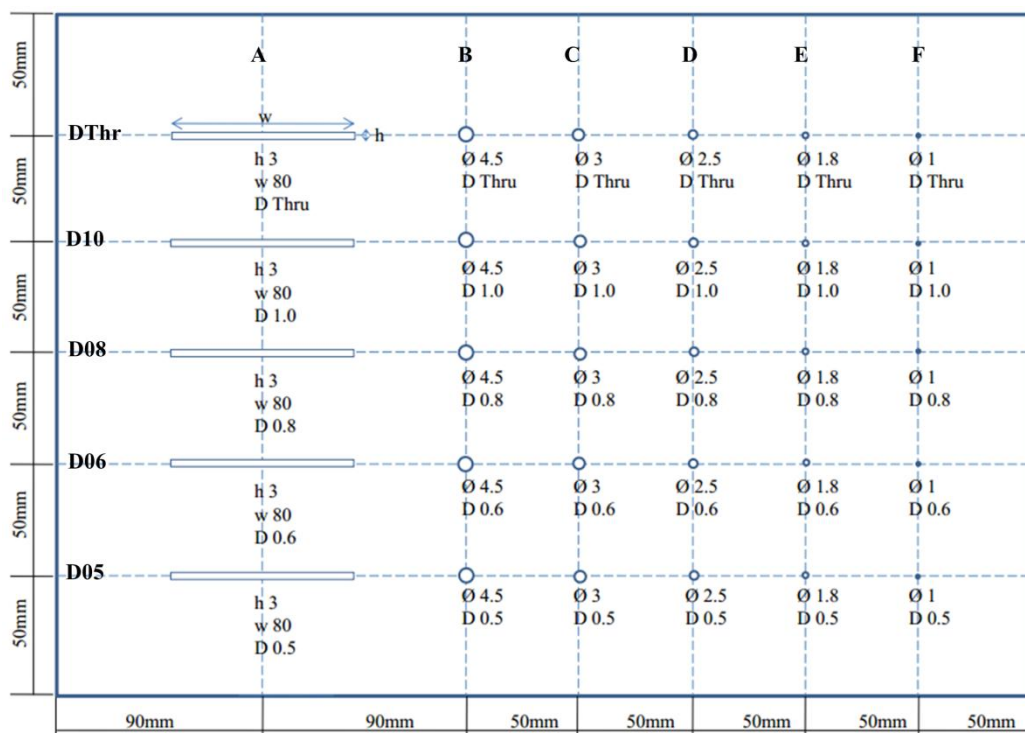 A B C D E F
50mm
w
DThr
h
h 3
w 80
D Thru
Ø 4.5
D Thru
Ø 3
D Thru
Ø 2.5
D Thru
Ø 1.8
D Thru
Ø 1
D Thru
50mm
D10
h 3
w 80
D 1.0
Ø 4.5
D 1.0
Ø 3
D 1.0
Ø 2.5
D 1.0
Ø 1.8
D 1.0
Ø 1
D 1.0
50mm
D08
h 3
w 80
D 0.8
Ø 4.5
D 0.8
Ø 3
D 0.8
Ø 2.5
D 0.8
Ø 1.8
D 0.8
Ø 1
D 0.8
50mm
D06
h 3
w 80
D 0.6
Ø 4.5
D 0.6
Ø 3
D 0.6
Ø 2.5
D 0.6
Ø 1.8
D 0.6
Ø 1
D 0.6
50mm
D05
h 3
w 80
D 0.5
Ø 4.5
D 0.5
Ø 3
D 0.5
Ø 2.5
D 0.5
Ø 1.8
D 0.5
Ø 1
D 0.5
50mm
90mm 90mm 50mm 50mm 50mm 50mm 50mm